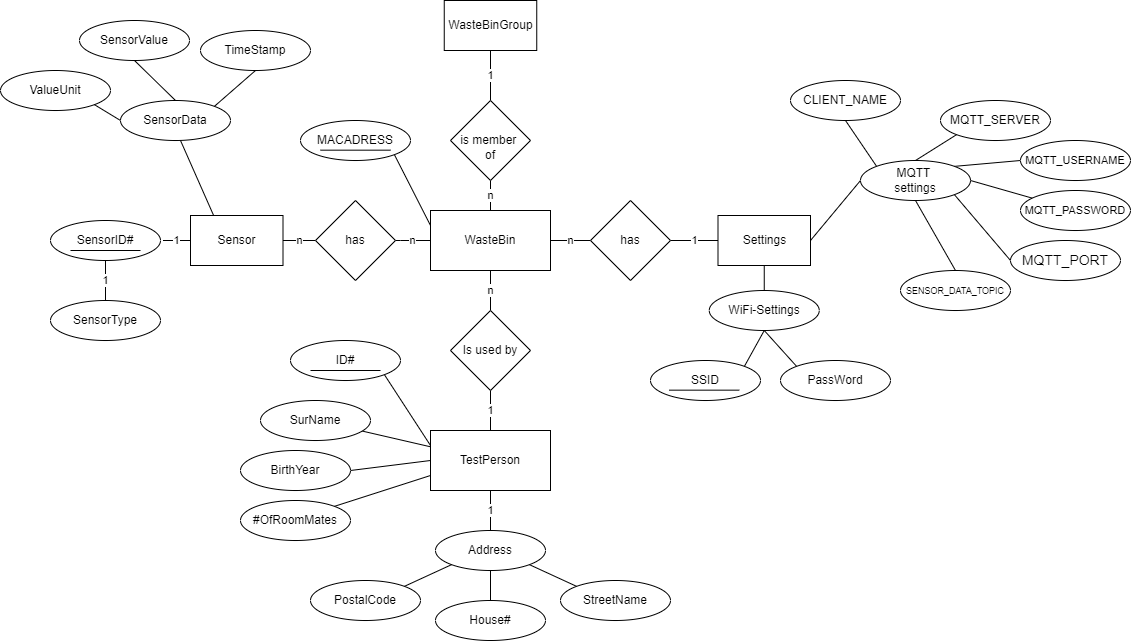 WasteBinGroup
SensorValue
TimeStamp
ValueUnit
SensorData
1
CLIENT_NAME
MQTT_SERVER
MACADRESS
is member
of
MQTT_USERNAME
MQTT
settings
n
MQTT_PASSWORD
SensorID#
1
Sensor
n
has
n
WasteBin
n
has
1
Settings
MQTT_PORT
1
n
SENSOR_DATA_TOPIC
SensorType
WiFi-Settings
Is used by
ID#
SSID
PassWord
1
SurName
TestPerson
BirthYear
#OfRoomMates
1
Address
PostalCode
House#
StreetName